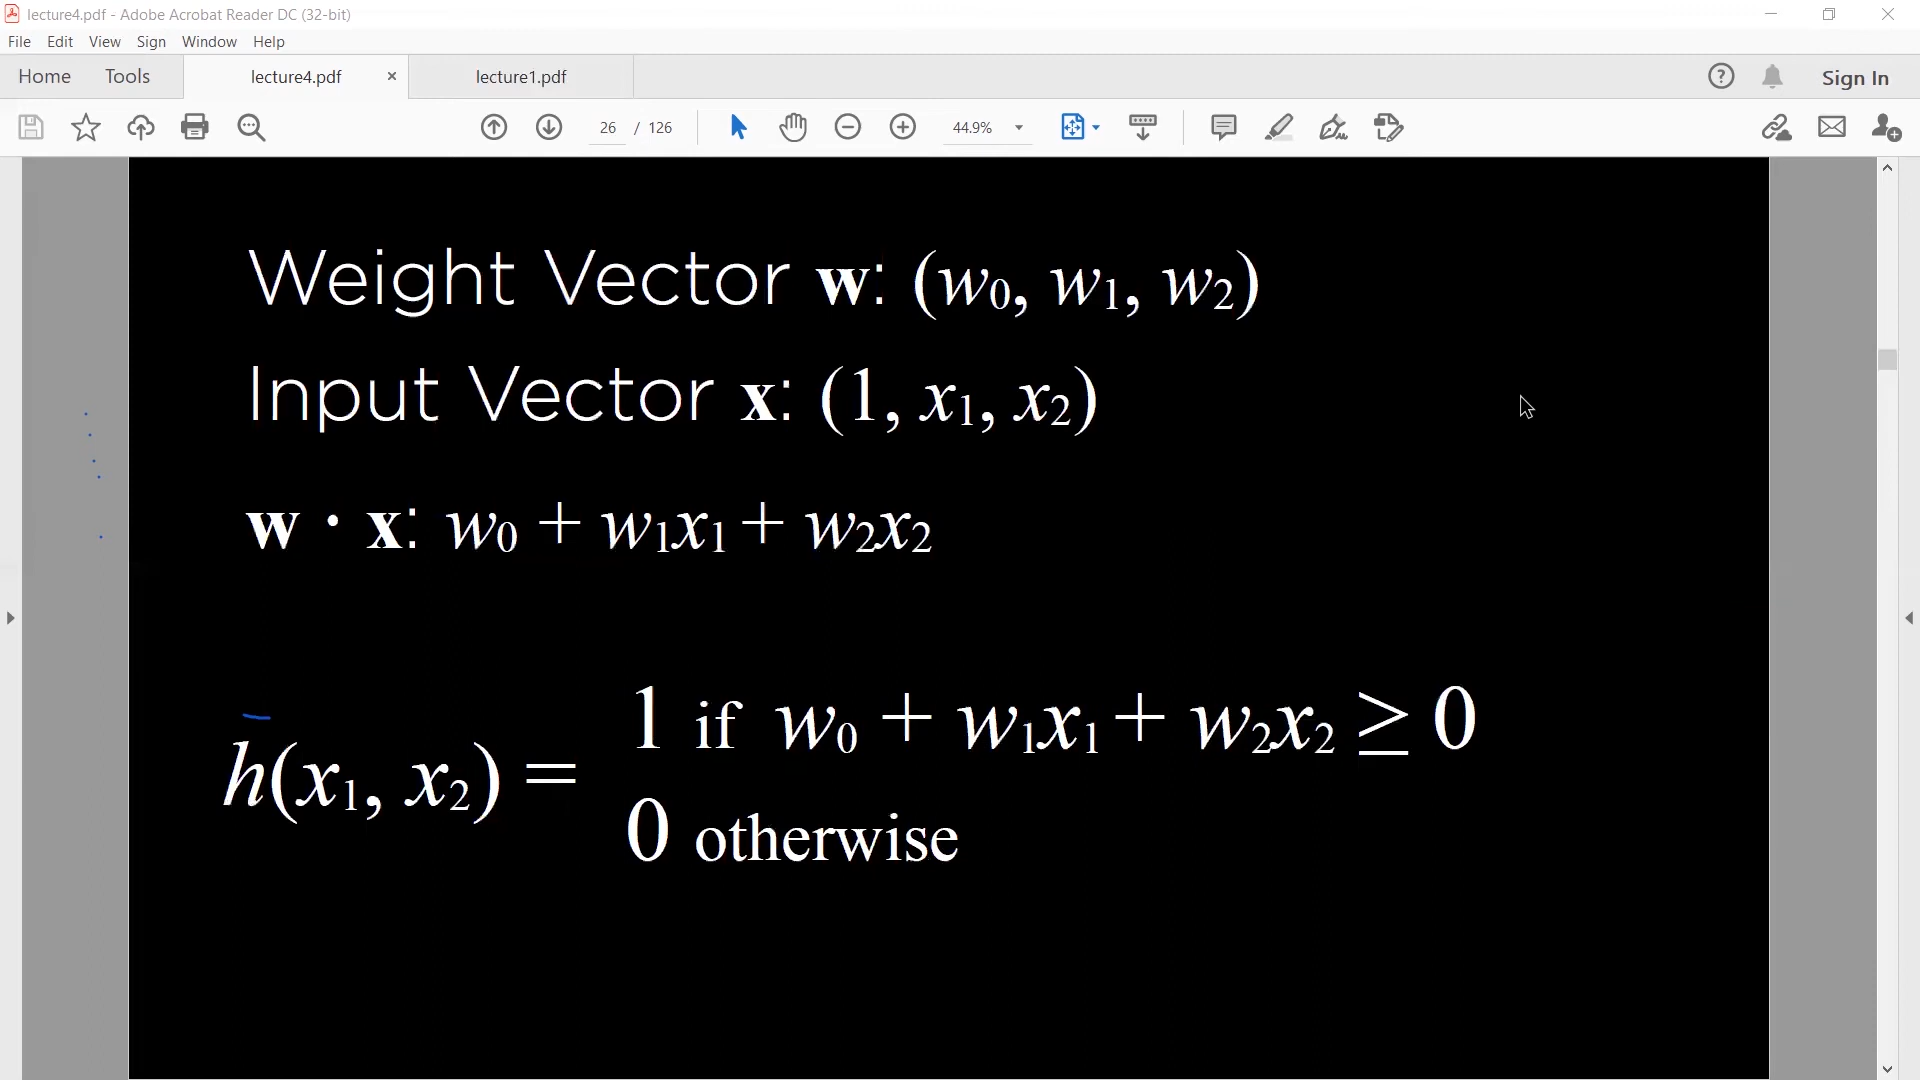 lecture4.pdf - Adobe Acrobat Reader DC (32-bit)
File Edit View Sign Window Help
Home Tools lecture4.pdf × lecture1.pdf Sign In
26 / 126 44.9%
Weight Vector w: (w₀, w₁, w₂)
Input Vector x: (1, x₁, x₂)
w · x: w₀ + w₁x₁ + w₂x₂
1 if w₀ + w₁x₁ + w₂x₂ ≥ 0
h(x₁, x₂) =
0 otherwise